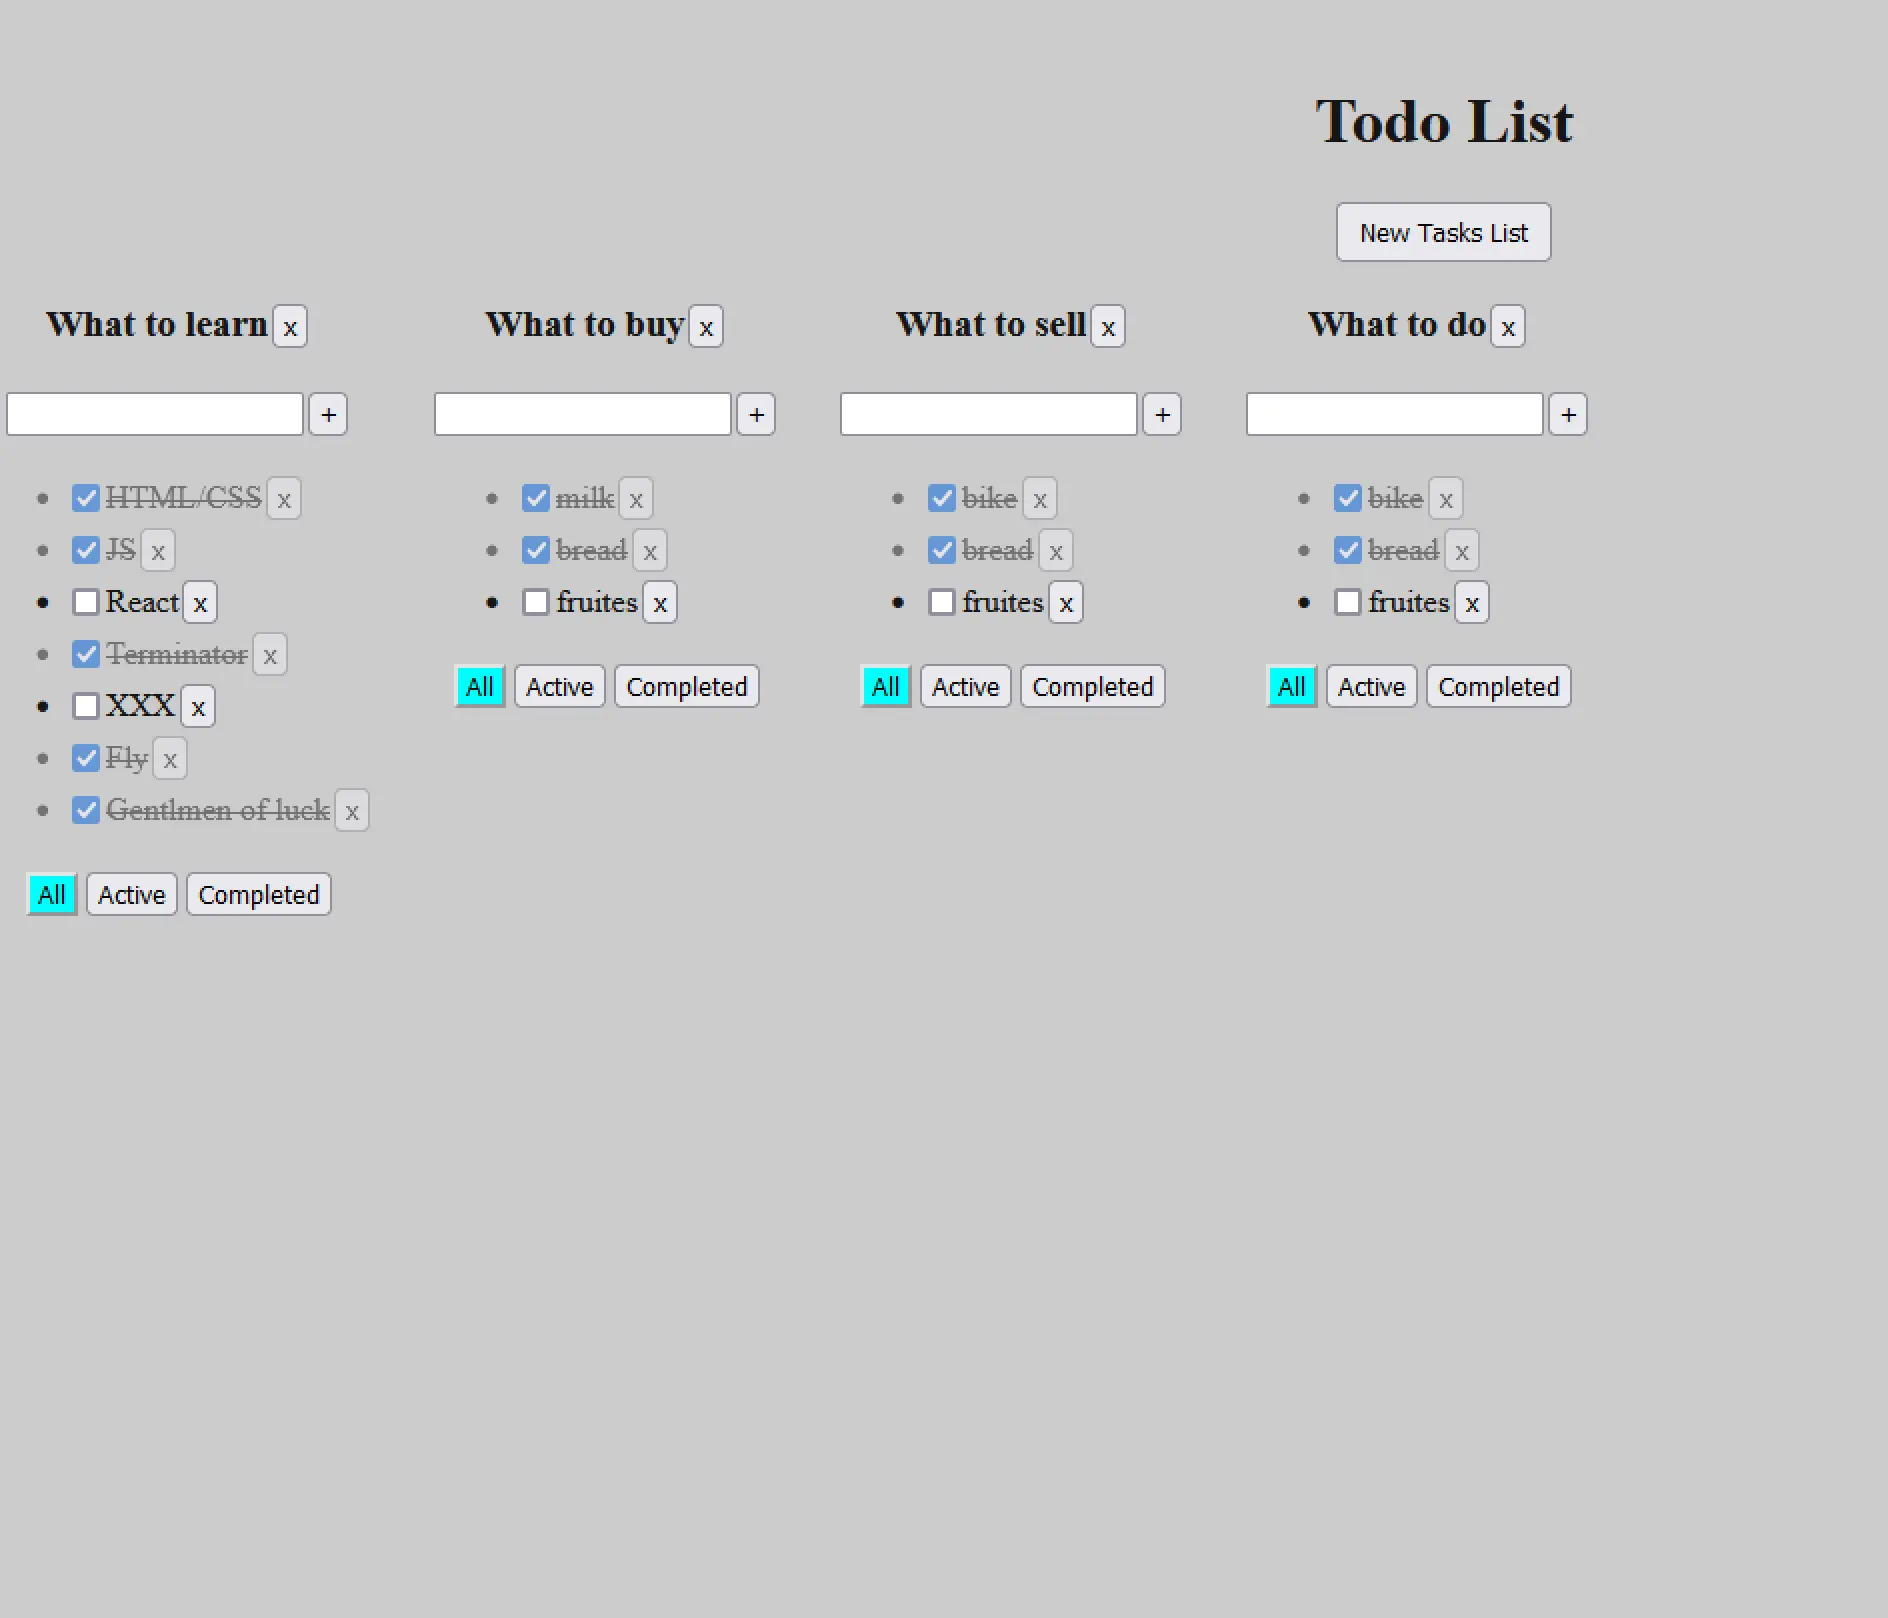 Todo List
New Tasks List
What to learn x
+
HTML/CSS x
JS x
React x
Terminator x
XXX x
Fly x
Gentlmen of luck x
All Active Completed
What to buy x
+
milk x
bread x
fruites x
All Active Completed
What to sell x
+
bike x
bread x
fruites x
All Active Completed
What to do x
+
bike x
bread x
fruites x
All Active Completed